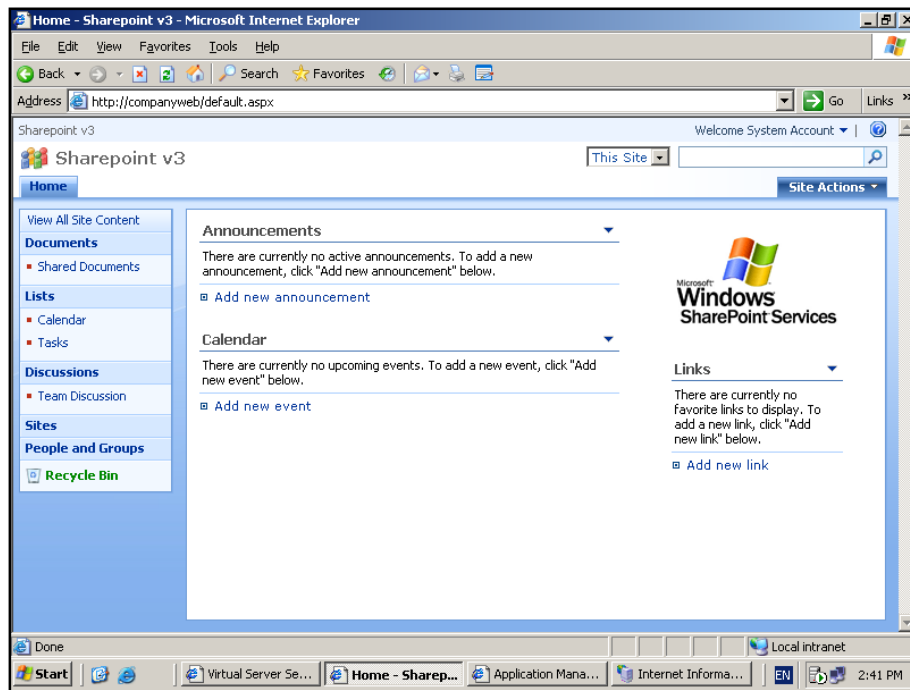 Home - Sharepoint v3 - Microsoft Internet Explorer
File Edit View Favorites Tools Help
Back Search Favorites
Address http://companyweb/default.aspx Go Links »
Sharepoint v3 Welcome System Account
Sharepoint v3 This Site
Home Site Actions
View All Site Content
Documents
Shared Documents
Lists
Calendar
Tasks
Discussions
Team Discussion
Sites
People and Groups
Recycle Bin
Announcements
There are currently no active announcements. To add a new
announcement, click "Add new announcement" below.
Add new announcement
Calendar
There are currently no upcoming events. To add a new event, click "Add
new event" below.
Add new event
Microsoft
Windows
SharePoint Services
Links
There are currently no
favorite links to display. To
add a new link, click "Add
new link" below.
Add new link
Done Local intranet
Start Virtual Server Se... Home - Sharep... Application Mana... Internet Informa... EN 2:41 PM